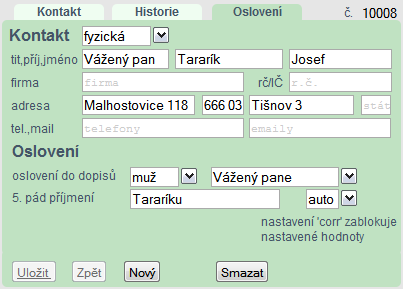 Kontakt Historie Oslovení č. 10008
Kontakt fyzická
tit,příj,jméno Vážený pan Tararík Josef
firma firma rč/IČ r.č.
adresa Malhostovice 118 666 03 Tišnov 3 stát
tel.,mail telefony emaily
Oslovení
oslovení do dopisů muž Vážený pane
5. pád příjmení Tararíku auto
nastavení 'corr' zablokuje
nastavené hodnoty
Uložit Zpět Nový Smazat